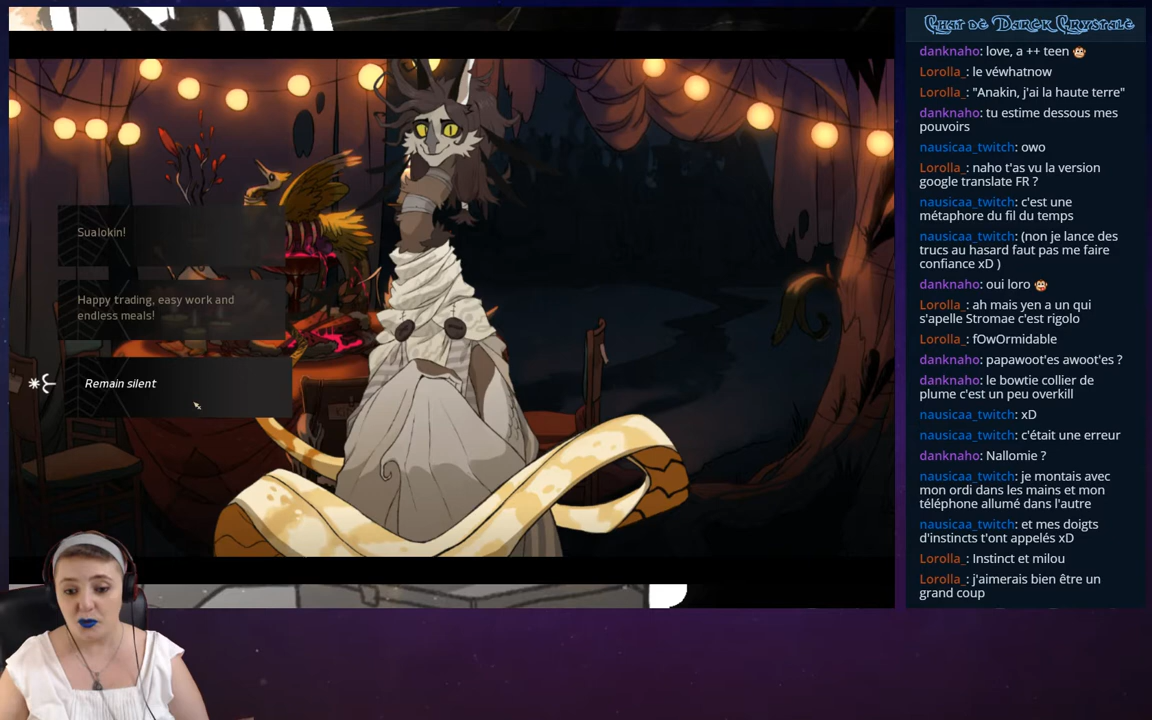 Chat de Darck Crystale
danknaho: love, a ++ teen
Lorolla_: le véwhatnow
Lorolla_: "Anakin, j'ai la haute terre"
danknaho: tu estime dessous mes
pouvoirs
nausicaa_twitch: owo
Lorolla_: naho t'as vu la version
google translate FR ?
nausicaa_twitch: c'est une
métaphore du fil du temps
nausicaa_twitch: (non je lance des
trucs au hasard faut pas me faire
confiance xD )
danknaho: oui loro
Lorolla_: ah mais yen a un qui
s'apelle Stromae c'est rigolo
Lorolla_: fOwOrmidable
danknaho: papawoot'es awoot'es ?
danknaho: le bowtie collier de
plume c'est un peu overkill
nausicaa_twitch: xD
nausicaa_twitch: c'était une erreur
danknaho: Nallomie ?
nausicaa_twitch: je montais avec
mon ordi dans les mains et mon
téléphone allumé dans l'autre
nausicaa_twitch: et mes doigts
d'instincts t'ont appelés xD
Lorolla_: Instinct et milou
Lorolla_: j'aimerais bien être un
grand coup
Sualokin!
Happy trading, easy work and
endless meals!
Remain silent